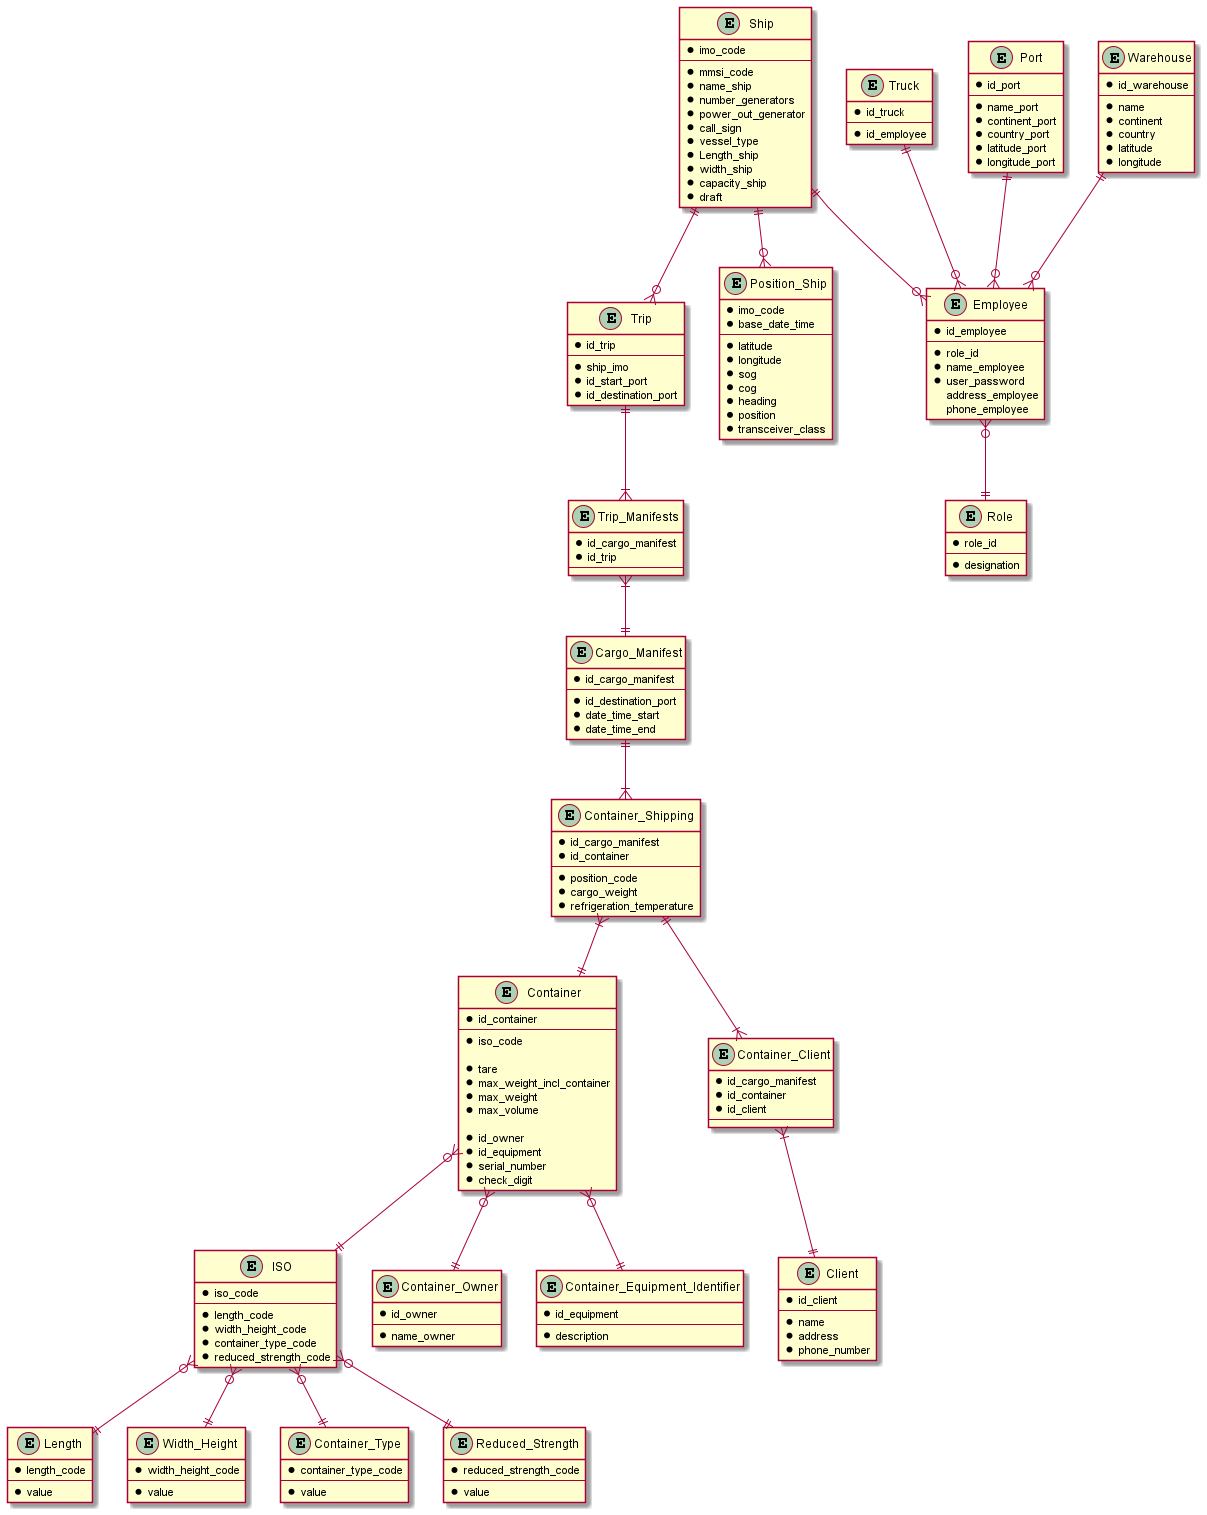 E Ship
imo_code
mmsi_code
name_ship
number_generators
power_out_generator
call_sign
vessel_type
Length_ship
width_ship
capacity_ship
draft
E Truck
id_truck
id_employee
E Port
id_port
name_port
continent_port
country_port
latitude_port
longitude_port
E Warehouse
id_warehouse
name
continent
country
latitude
longitude
E Trip
id_trip
ship_imo
id_start_port
id_destination_port
E Position_Ship
imo_code
base_date_time
latitude
longitude
sog
cog
heading
position
transceiver_class
E Employee
id_employee
role_id
name_employee
user_password
address_employee
phone_employee
E Trip_Manifests
id_cargo_manifest
id_trip
E Role
role_id
designation
E Cargo_Manifest
id_cargo_manifest
id_destination_port
date_time_start
date_time_end
E Container_Shipping
id_cargo_manifest
id_container
position_code
cargo_weight
refrigeration_temperature
E Container
id_container
iso_code
tare
max_weight_incl_container
max_weight
max_volume
id_owner
id_equipment
serial_number
check_digit
E Container_Client
id_cargo_manifest
id_container
id_client
E ISO
iso_code
length_code
width_height_code
container_type_code
reduced_strength_code
E Container_Owner
id_owner
name_owner
E Container_Equipment_Identifier
id_equipment
description
E Client
id_client
name
address
phone_number
E Length
length_code
value
E Width_Height
width_height_code
value
E Container_Type
container_type_code
value
E Reduced_Strength
reduced_strength_code
value